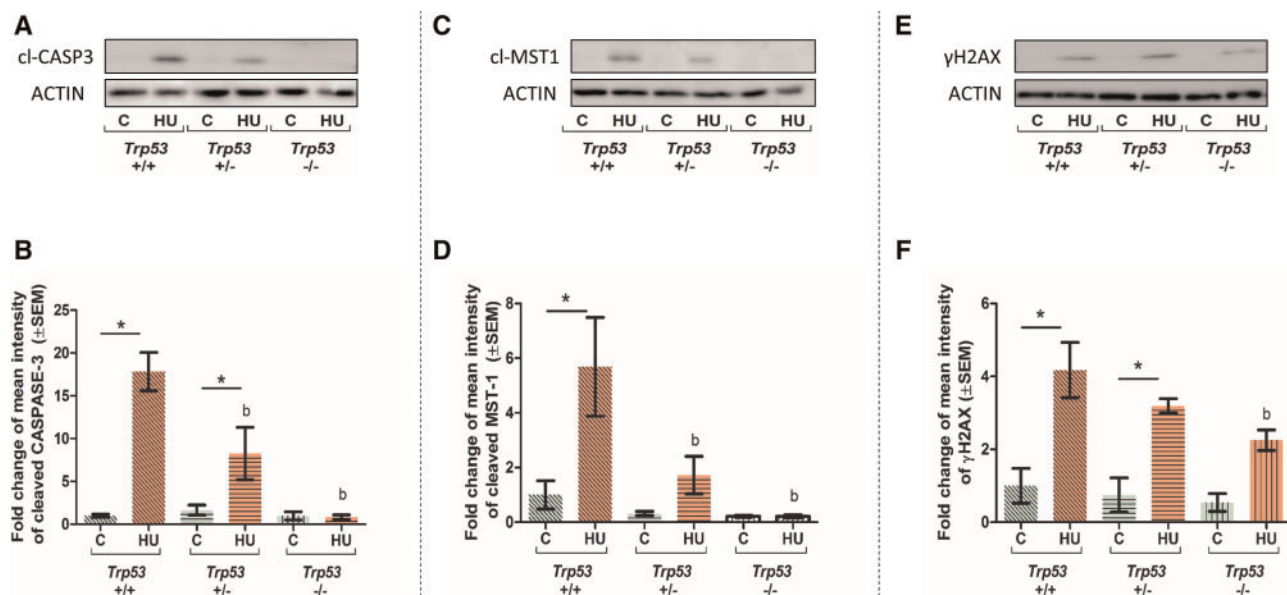 A
cl-CASP3
ACTIN
C HU C HU C HU
Trp53 Trp53 Trp53
+/+ +/- -/-
B
Fold change of mean intensity
of cleaved CASPASE-3 (±SEM)
25
20
15
10
5
0
*
*
b
b
C HU C HU C HU
Trp53 Trp53 Trp53
+/+ +/- -/-
C
cl-MST1
ACTIN
C HU C HU C HU
Trp53 Trp53 Trp53
+/+ +/- -/-
D
Fold change of mean intensity
of cleaved MST-1 (±SEM)
8
6
4
2
0
*
b
b
C HU C HU C HU
Trp53 Trp53 Trp53
+/+ +/- -/-
E
γH2AX
ACTIN
C HU C HU C HU
Trp53 Trp53 Trp53
+/+ +/- -/-
F
Fold change of mean intensity
of γH2AX (±SEM)
6
4
2
0
*
*
b
C HU C HU C HU
Trp53 Trp53 Trp53
+/+ +/- -/-